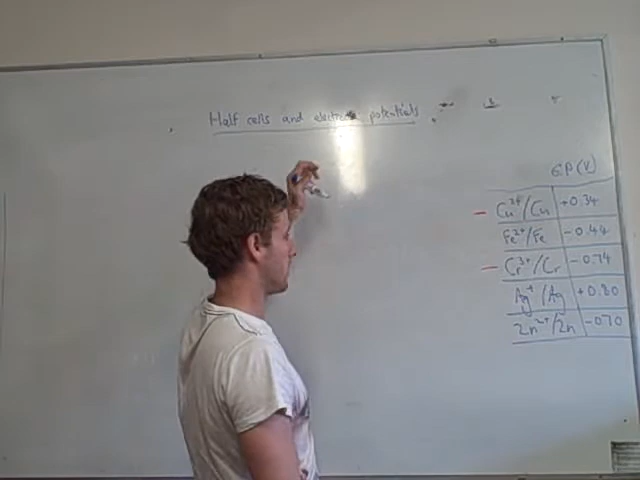 Half cells and electrode potentials
E.P (V)
Cu²⁺/Cu +0.34
Fe²⁺/Fe -0.44
Cr³⁺/Cr -0.74
Ag⁺/Ag +0.80
Zn²⁺/Zn -0.70